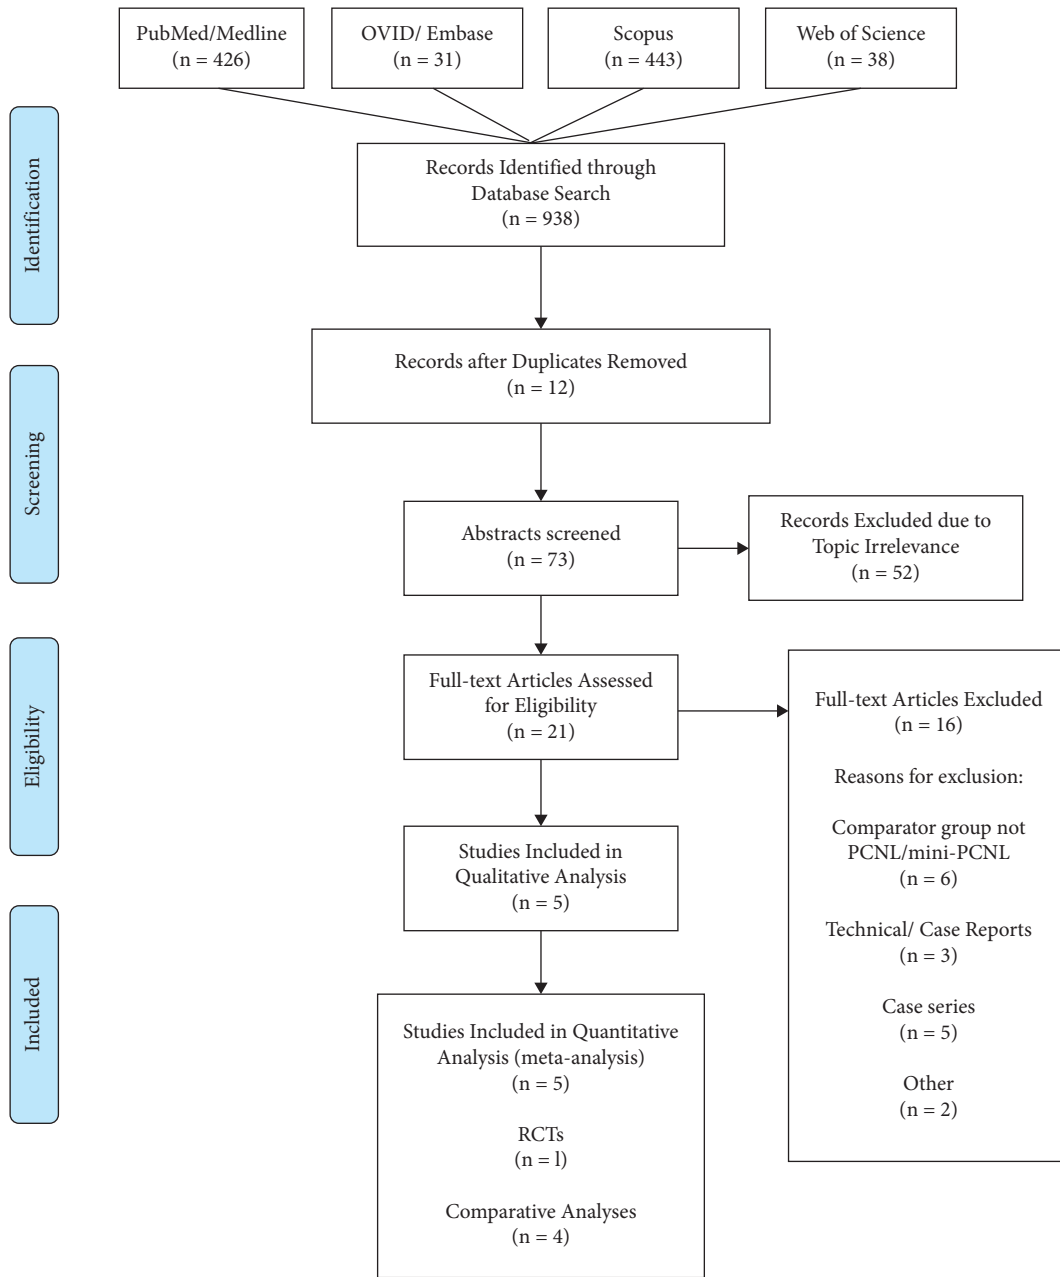 PubMed/Medline
(n = 426)
OVID/ Embase
(n = 31)
Scopus
(n = 443)
Web of Science
(n = 38)
Identification
Records Identified through
Database Search
(n = 938)
Records after Duplicates Removed
(n = 12)
Screening
Abstracts screened
(n = 73)
Records Excluded due to
Topic Irrelevance
(n = 52)
Eligibility
Full-text Articles Assessed
for Eligibility
(n = 21)
Full-text Articles Excluded
(n = 16)
Reasons for exclusion:
Comparator group not
PCNL/mini-PCNL
(n = 6)
Technical/ Case Reports
(n = 3)
Case series
(n = 5)
Other
(n = 2)
Studies Included in
Qualitative Analysis
(n = 5)
Included
Studies Included in Quantitative
Analysis (meta-analysis)
(n = 5)
RCTs
(n = l)
Comparative Analyses
(n = 4)